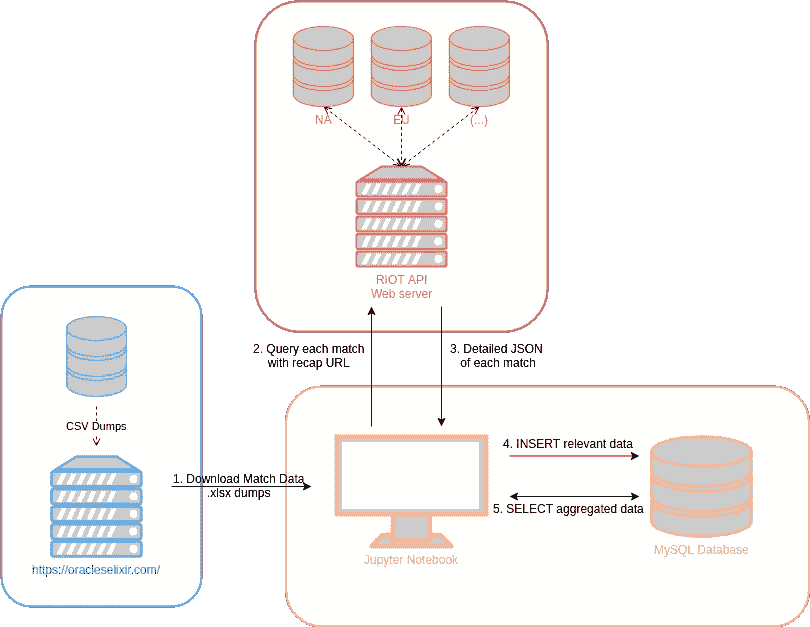 NA
EU
(...)
RiOT API
Web server
2. Query each match
with recap URL
3. Detailed JSON
of each match
CSV Dumps
1. Download Match Data
.xlsx dumps
https://oracleselixir.com/
4. INSERT relevant data
5. SELECT aggregated data
Jupyter Notebook
MySQL Database